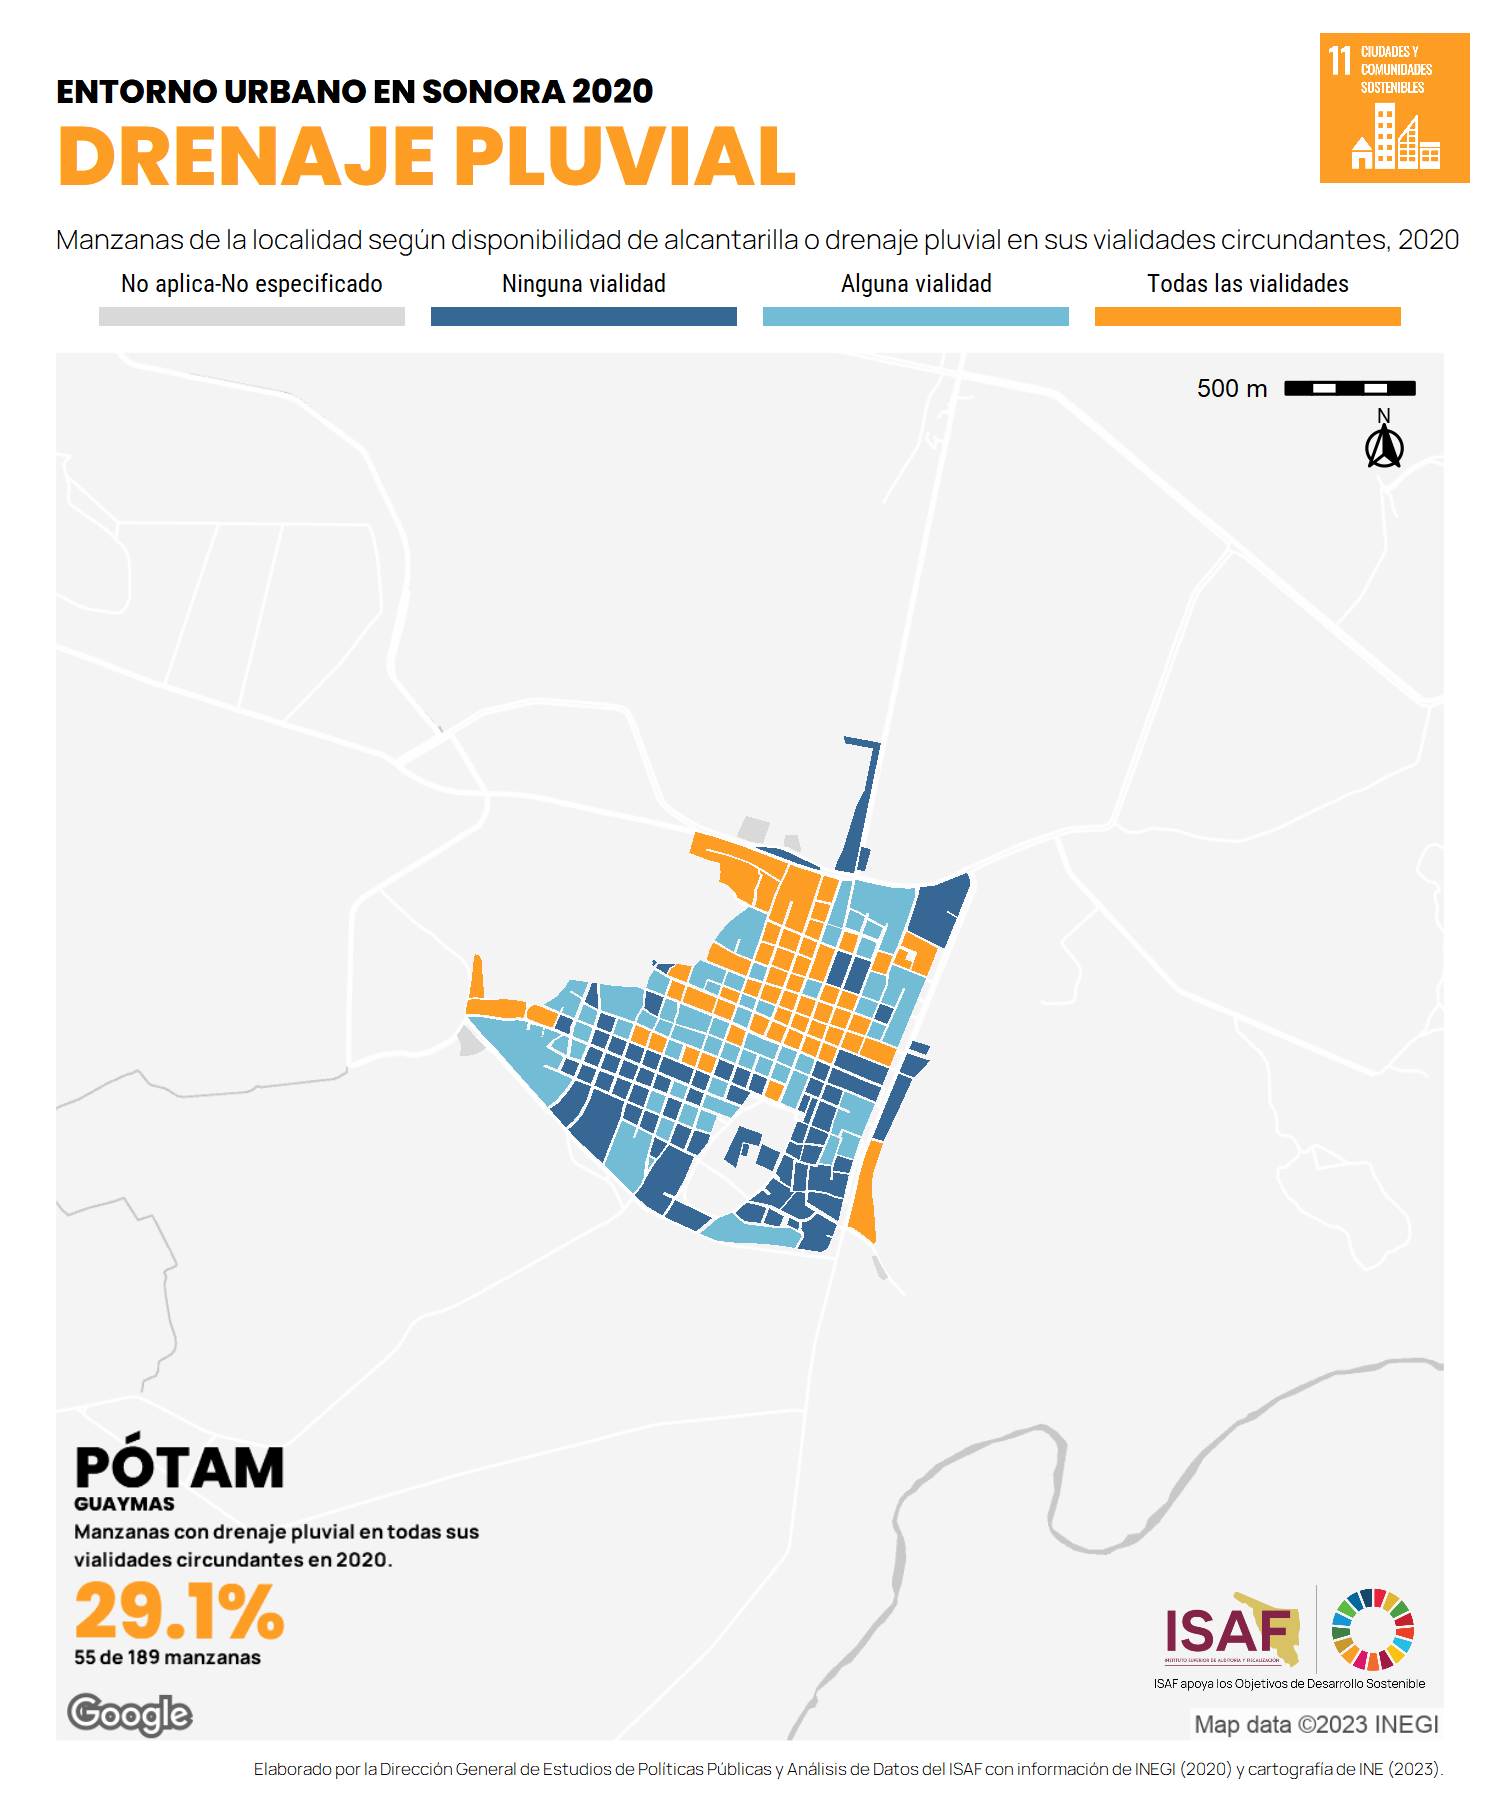 11 CIUDADES Y
COMUNIDADES
SOSTENIBLES
ENTORNO URBANO EN SONORA 2020
DRENAJE PLUVIAL
Manzanas de la localidad según disponibilidad de alcantarilla o drenaje pluvial en sus vialidades circundantes, 2020
No aplica-No especificado
Ninguna vialidad
Alguna vialidad
Todas las vialidades
500 m
N
PÓTAM
GUAYMAS
Manzanas con drenaje pluvial en todas sus
vialidades circundantes en 2020.
29.1%
55 de 189 manzanas
Google
ISAF
INSTITUTO SUPERIOR DE AUDITORÍA Y FISCALIZACIÓN
ISAF apoya los Objetivos de Desarrollo Sostenible
Map data ©2023 INEGI
Elaborado por la Dirección General de Estudios de Políticas Públicas y Análisis de Datos del ISAF con información de INEGI (2020) y cartografía de INE (2023).